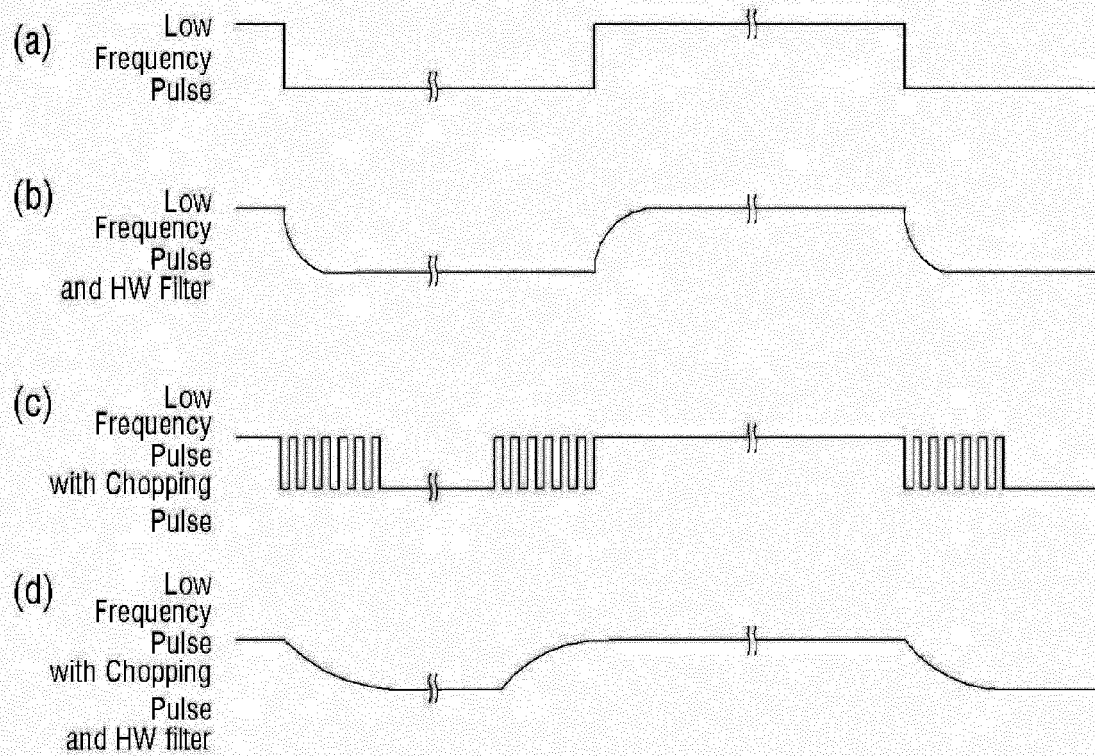 (a) Low
Frequency
Pulse
(b) Low
Frequency
Pulse
and HW Filter
(c) Low
Frequency
Pulse
with Chopping
Pulse
(d) Low
Frequency
Pulse
with Chopping
Pulse
and HW filter